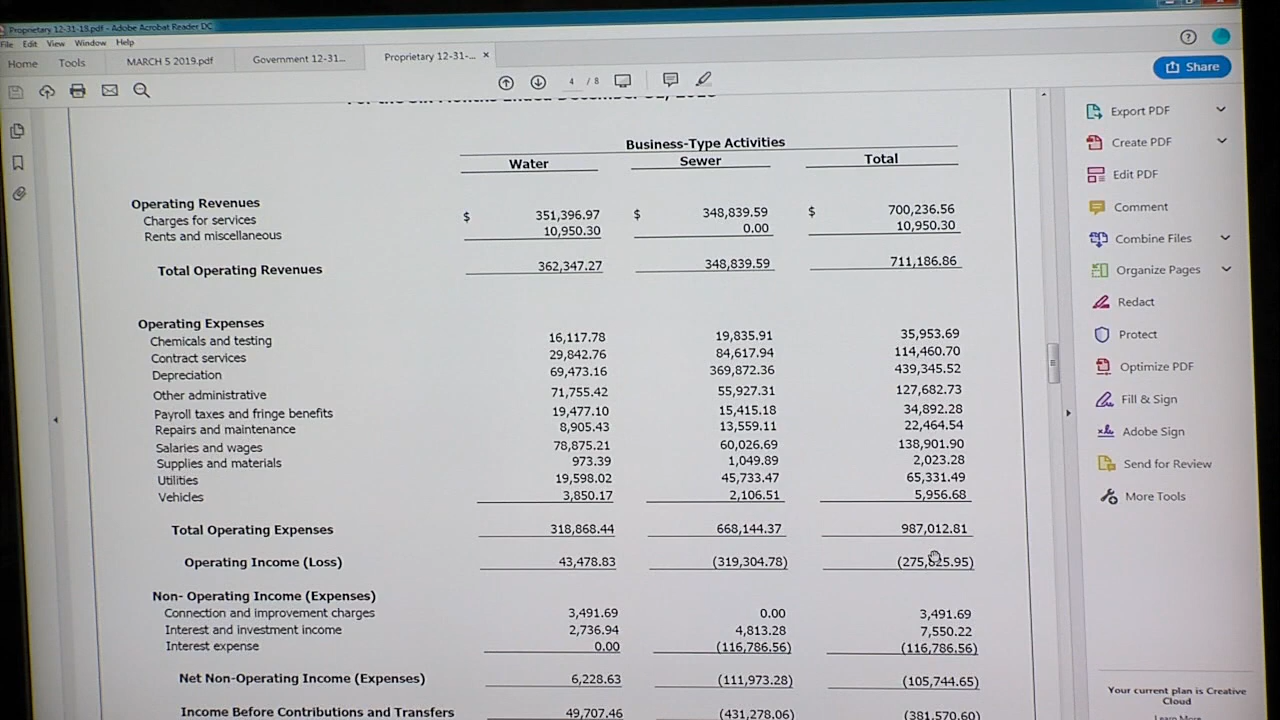 Proprietary 12-31-18.pdf - Adobe Acrobat Reader DC
File Edit View Window Help
Home Tools MARCH 5 2019.pdf Government 12-31... Proprietary 12-31-... ×
4 / 8 Share
Business-Type Activities
Water Sewer Total
Operating Revenues
Charges for services $ 351,396.97 $ 348,839.59 $ 700,236.56
Rents and miscellaneous 10,950.30 0.00 10,950.30
Total Operating Revenues 362,347.27 348,839.59 711,186.86
Operating Expenses
Chemicals and testing 16,117.78 19,835.91 35,953.69
Contract services 29,842.76 84,617.94 114,460.70
Depreciation 69,473.16 369,872.36 439,345.52
Other administrative 71,755.42 55,927.31 127,682.73
Payroll taxes and fringe benefits 19,477.10 15,415.18 34,892.28
Repairs and maintenance 8,905.43 13,559.11 22,464.54
Salaries and wages 78,875.21 60,026.69 138,901.90
Supplies and materials 973.39 1,049.89 2,023.28
Utilities 19,598.02 45,733.47 65,331.49
Vehicles 3,850.17 2,106.51 5,956.68
Total Operating Expenses 318,868.44 668,144.37 987,012.81
Operating Income (Loss) 43,478.83 (319,304.78) (275,825.95)
Non- Operating Income (Expenses)
Connection and improvement charges 3,491.69 0.00 3,491.69
Interest and investment income 2,736.94 4,813.28 7,550.22
Interest expense 0.00 (116,786.56) (116,786.56)
Net Non-Operating Income (Expenses) 6,228.63 (111,973.28) (105,744.65)
Income Before Contributions and Transfers 49,707.46 (431,278.06) (381,570.60)
Export PDF
Create PDF
Edit PDF
Comment
Combine Files
Organize Pages
Redact
Protect
Optimize PDF
Fill & Sign
Adobe Sign
Send for Review
More Tools
Your current plan is Creative
Cloud
Learn More